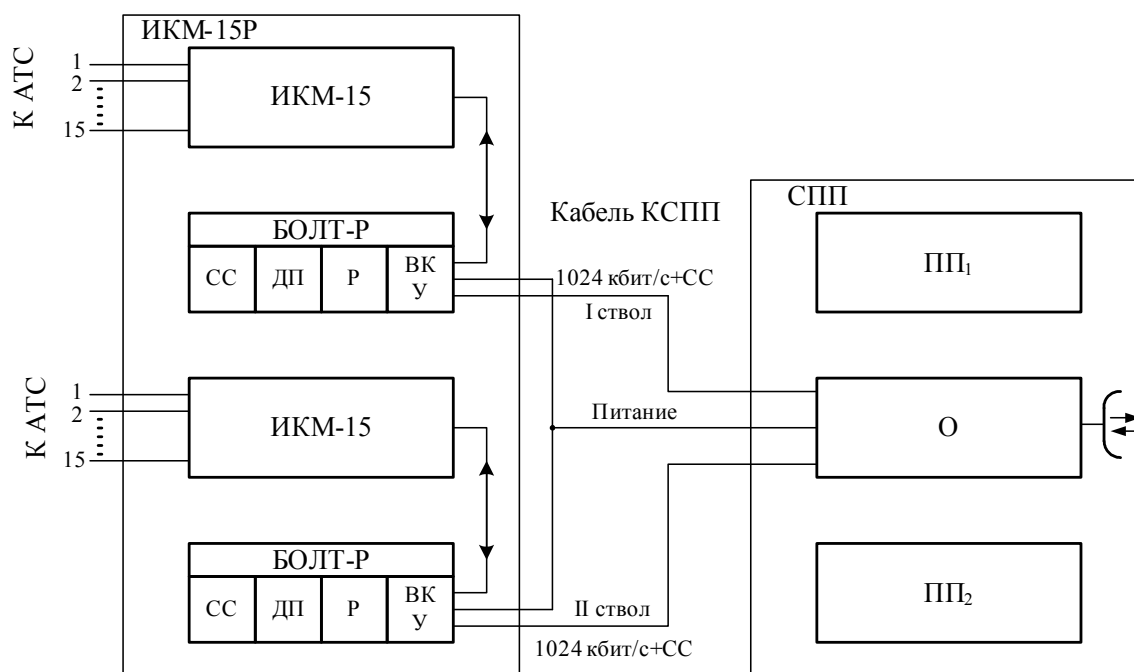 ИКМ-15Р
К АТС
1
2
15
ИКМ-15
БОЛТ-Р
СС
ДП
Р
ВК
У
К АТС
1
2
15
ИКМ-15
БОЛТ-Р
СС
ДП
Р
ВК
У
Кабель КСПП
1024 кбит/с+СС
I ствол
Питание
II ствол
1024 кбит/с+СС
СПП
ПП₁
О
ПП₂